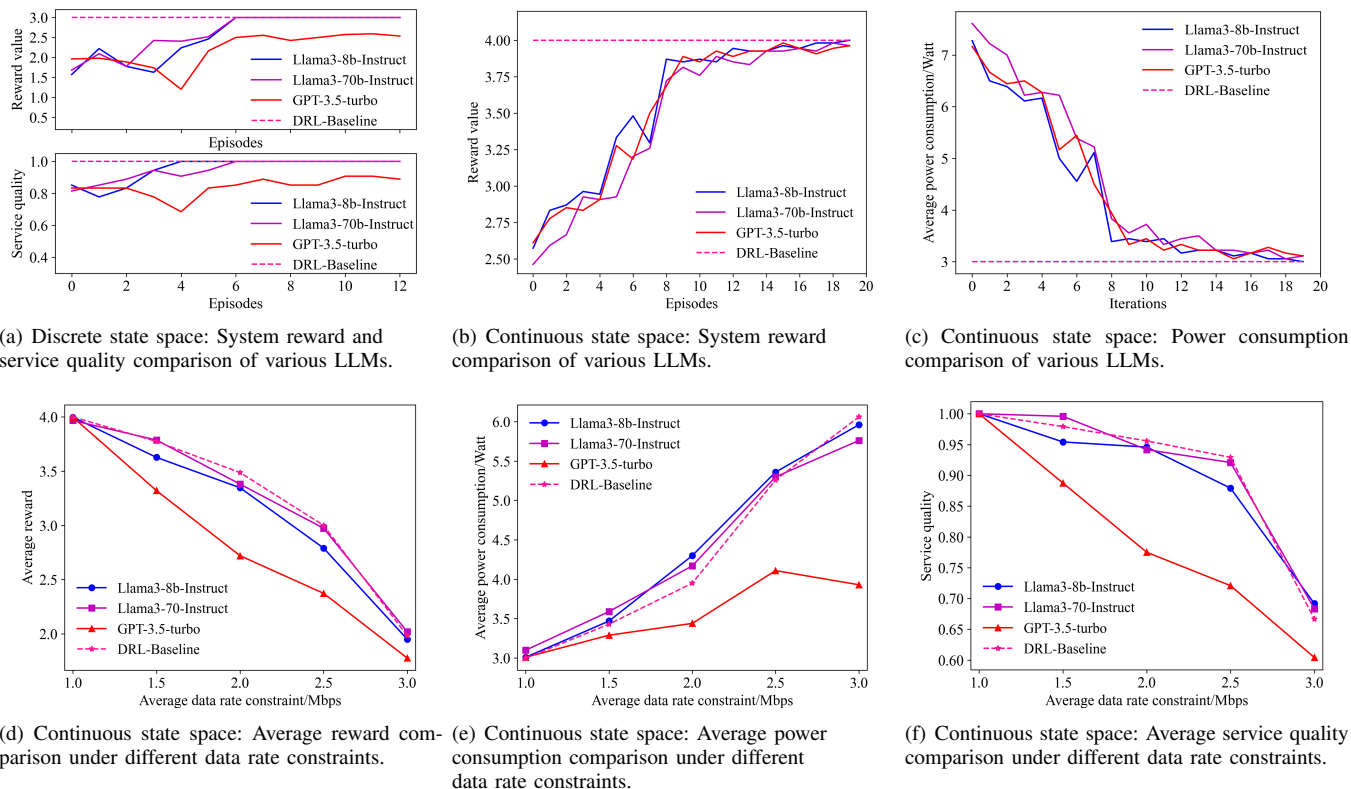 3.0
2.5
2.0
1.5
1.0
0.5
Reward value
Llama3-8b-Instruct
Llama3-70b-Instruct
GPT-3.5-turbo
DRL-Baseline
0 2 4 6 8 10 12
Episodes
1.0
0.8
0.6
0.4
Service quality
Llama3-8b-Instruct
Llama3-70b-Instruct
GPT-3.5-turbo
DRL-Baseline
0 2 4 6 8 10 12
Episodes
(a) Discrete state space: System reward and
service quality comparison of various LLMs.
4.00
3.75
3.50
3.25
3.00
2.75
2.50
Reward value
Llama3-8b-Instruct
Llama3-70b-Instruct
GPT-3.5-turbo
DRL-Baseline
0 2 4 6 8 10 12 14 16 18 20
Episodes
(b) Continuous state space: System reward
comparison of various LLMs.
7
6
5
4
3
Average power consumption/Watt
Llama3-8b-Instruct
Llama3-70b-Instruct
GPT-3.5-turbo
DRL-Baseline
0 2 4 6 8 10 12 14 16 18 20
Iterations
(c) Continuous state space: Power consumption
comparison of various LLMs.
4.0
3.5
3.0
2.5
2.0
Average reward
Llama3-8b-Instruct
Llama3-70-Instruct
GPT-3.5-turbo
DRL-Baseline
1.0 1.5 2.0 2.5 3.0
Average data rate constraint/Mbps
(d) Continuous state space: Average reward com-
parison under different data rate constraints.
6.0
5.5
5.0
4.5
4.0
3.5
3.0
Average power consumption/Watt
Llama3-8b-Instruct
Llama3-70-Instruct
GPT-3.5-turbo
DRL-Baseline
1.0 1.5 2.0 2.5 3.0
Average data rate constraint/Mbps
(e) Continuous state space: Average power
consumption comparison under different
data rate constraints.
1.00
0.95
0.90
0.85
0.80
0.75
0.70
0.65
0.60
Service quality
Llama3-8b-Instruct
Llama3-70-Instruct
GPT-3.5-turbo
DRL-Baseline
1.0 1.5 2.0 2.5 3.0
Average data rate constraint/Mbps
(f) Continuous state space: Average service quality
comparison under different data rate constraints.